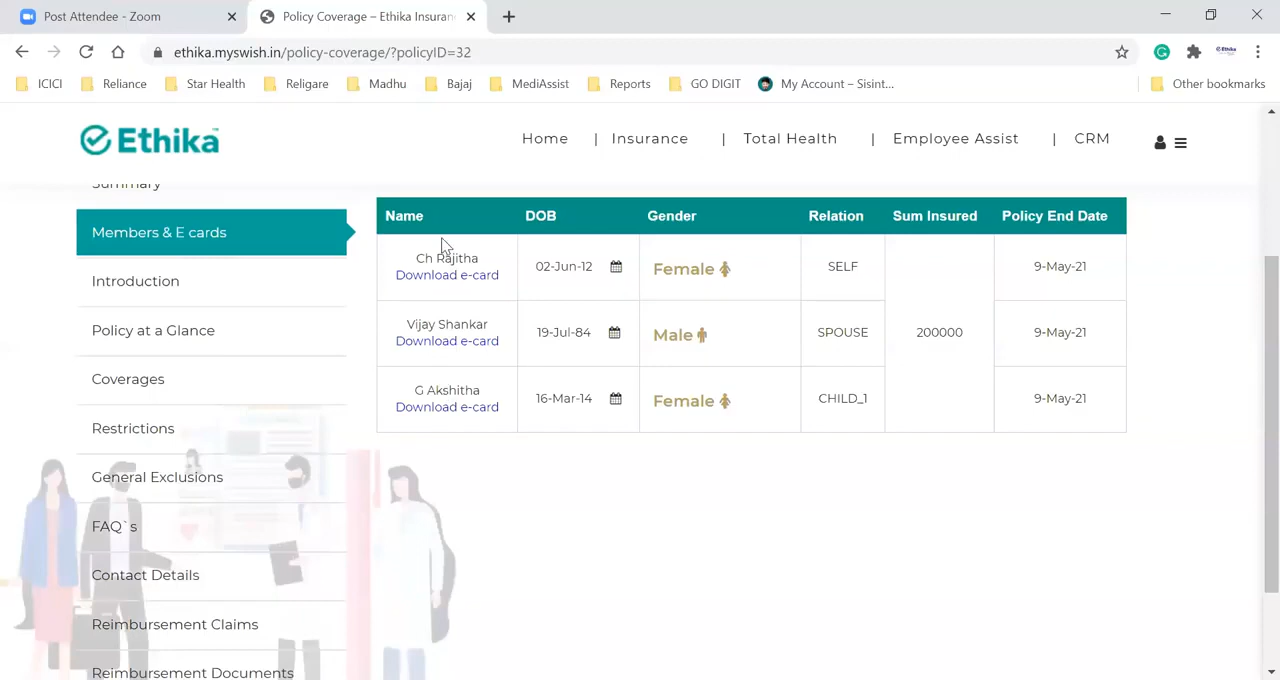 Post Attendee - Zoom
Policy Coverage – Ethika Insuran
ethika.myswish.in/policy-coverage/?policyID=32
ICICI Reliance Star Health Religare Madhu Bajaj MediAssist Reports GO DIGIT My Account – Sisint... Other bookmarks
Ethika™
Home | Insurance | Total Health | Employee Assist | CRM
Summary
Members & E cards
Introduction
Policy at a Glance
Coverages
Restrictions
General Exclusions
FAQ`s
Contact Details
Reimbursement Claims
Reimbursement Documents
Name DOB Gender Relation Sum Insured Policy End Date
Ch Rajitha
Download e-card
02-Jun-12 Female SELF 9-May-21
Vijay Shankar
Download e-card
19-Jul-84 Male SPOUSE 200000 9-May-21
G Akshitha
Download e-card
16-Mar-14 Female CHILD_1 9-May-21